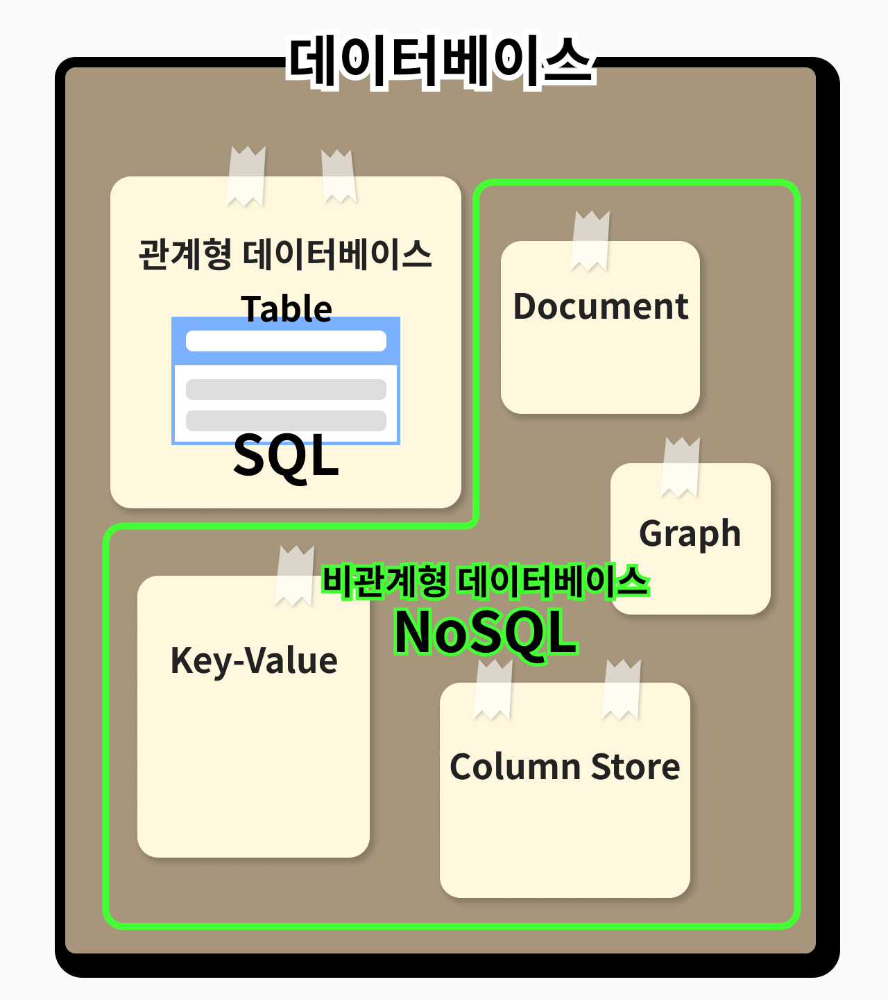 데이터베이스
관계형 데이터베이스
Table
SQL
Document
Graph
비관계형 데이터베이스
NoSQL
Key-Value
Column Store